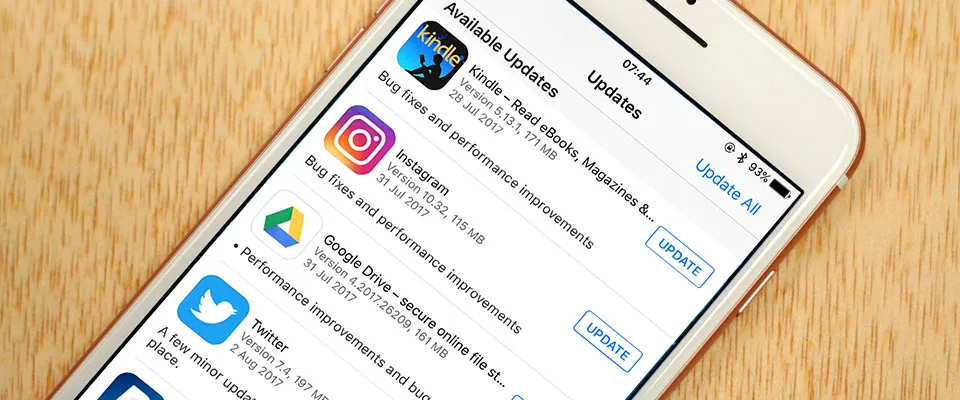 07:44
93%
Updates
Update All
Available Updates
kindle
Kindle – Read eBooks, Magazines &...
Version 5.13.1, 171 MB
28 Jul 2017
UPDATE
Bug fixes and performance improvements
Instagram
Version 10.32, 115 MB
31 Jul 2017
UPDATE
Bug fixes and performance improvements
Google Drive – secure online file st...
Version 4.2017.26209, 161 MB
31 Jul 2017
• Performance improvements and bug
Twitter
Version 7.4, 197 MB
2 Aug 2017
A few minor
place.